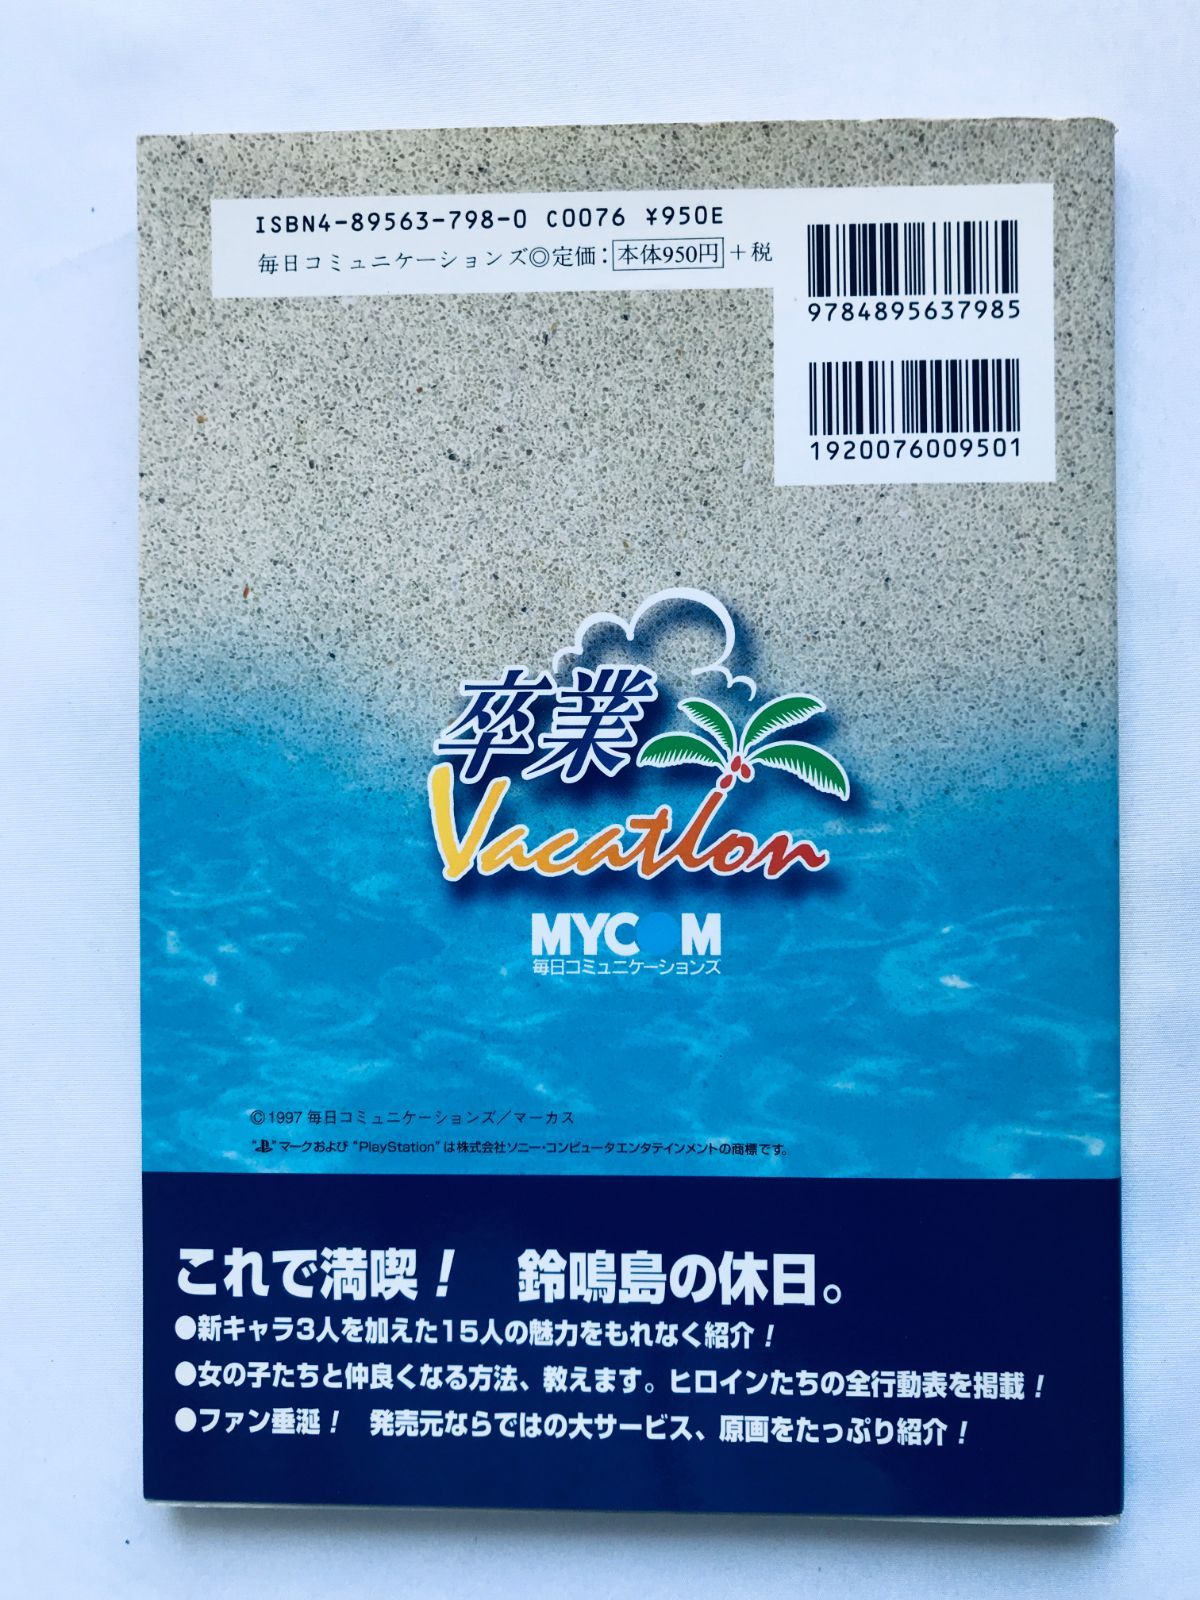 ISBN4-89563-798-0 C0076 ¥950E
毎日コミュニケーションズ◎定価:本体950円+税
9784895637985
1920076009501
卒業
Vacation
MYCOM
毎日コミュニケーションズ
©1997 毎日コミュニケーションズ/マーカス
"PS"マークおよび"PlayStation"は株式会社ソニー・コンピュータエンタテインメントの商標です。
これで満喫! 鈴鳴島の休日。
●新キャラ3人を加えた15人の魅力をもれなく紹介!
●女の子たちと仲良くなる方法、教えます。ヒロインたちの全行動表を掲載!
●ファン垂涎! 発売元ならではの大サービス、原画をたっぷり紹介!